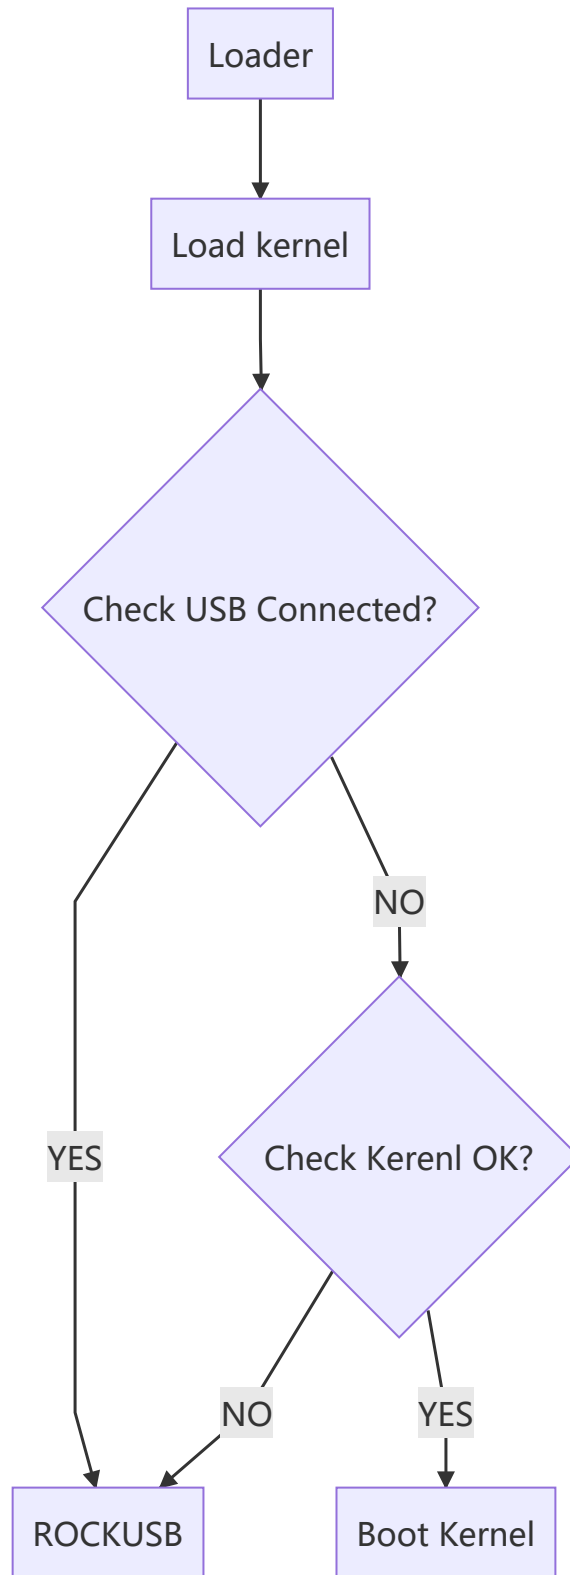 Loader
Load kernel
Check USB Connected?
NO
YES
Check Kerenl OK?
NO
YES
ROCKUSB
Boot Kernel